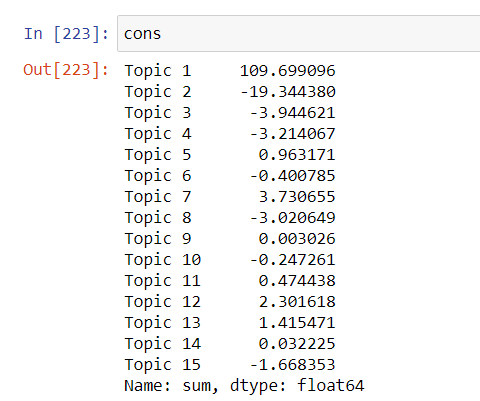 In [223]: cons
Out[223]: Topic 1 109.699096
Topic 2 -19.344380
Topic 3 -3.944621
Topic 4 -3.214067
Topic 5 0.963171
Topic 6 -0.400785
Topic 7 3.730655
Topic 8 -3.020649
Topic 9 0.003026
Topic 10 -0.247261
Topic 11 0.474438
Topic 12 2.301618
Topic 13 1.415471
Topic 14 0.032225
Topic 15 -1.668353
Name: sum, dtype: float64